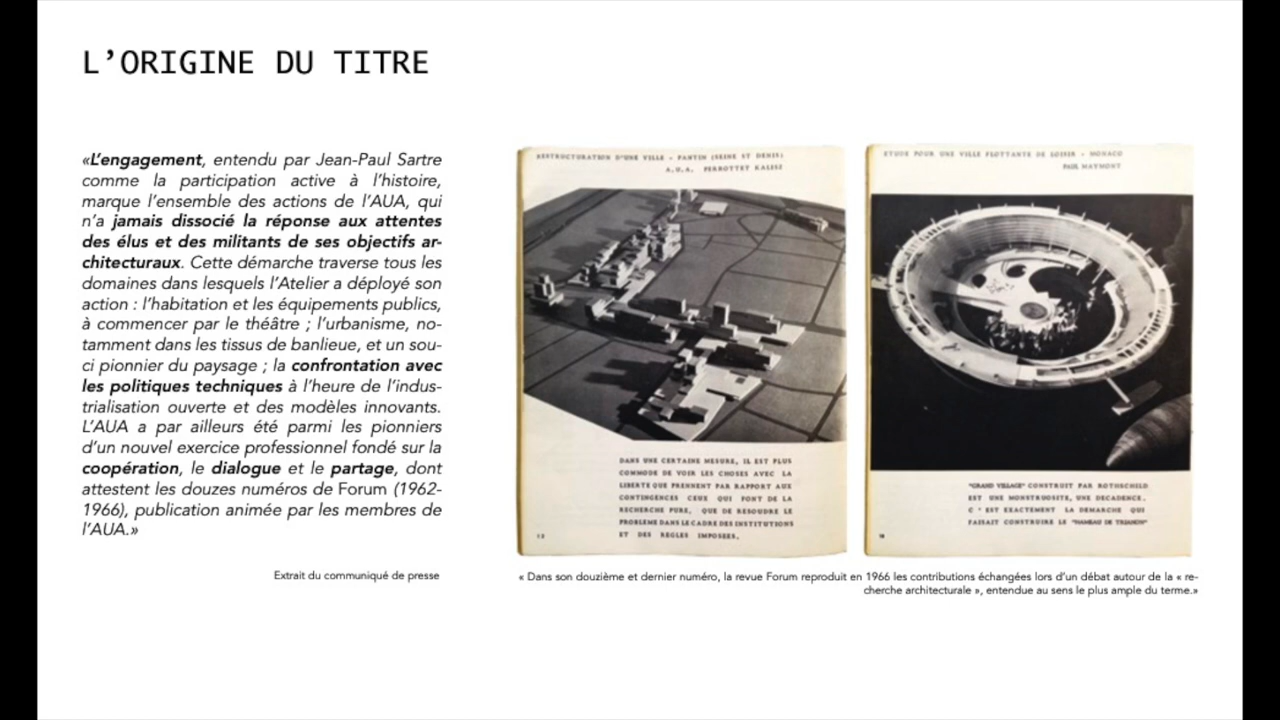 L’ORIGINE DU TITRE
«L’engagement, entendu par Jean-Paul Sartre
comme la participation active à l’histoire,
marque l’ensemble des actions de l’AUA, qui
n’a jamais dissocié la réponse aux attentes
des élus et des militants de ses objectifs ar-
chitecturaux. Cette démarche traverse tous les
domaines dans lesquels l’Atelier a déployé son
action : l’habitation et les équipements publics,
à commencer par le théâtre ; l’urbanisme, no-
tamment dans les tissus de banlieue, et un sou-
ci pionnier du paysage ; la confrontation avec
les politiques techniques à l’heure de l’indus-
trialisation ouverte et des modèles innovants.
L’AUA a par ailleurs été parmi les pionniers
d’un nouvel exercice professionnel fondé sur la
coopération, le dialogue et le partage, dont
attestent les douzes numéros de Forum (1962-
1966), publication animée par les membres de
l’AUA.»
Extrait du communiqué de presse
RESTRUCTURATION D'UNE VILLE - PANTIN (SEINE ST DENIS)
A.U.A. PERROTTET KALISZ
DANS UNE CERTAINE MESURE, IL EST PLUS
COMMODE DE VOIR LES CHOSES AVEC LA
LIBERTE QUE PRENNENT PAR RAPPORT AUX
CONTINGENCES CEUX QUI FONT DE LA
RECHERCHE PURE, QUE DE RESOUDRE LE
PROBLEME DANS LE CADRE DES INSTITUTIONS
ET DES REGLES IMPOSEES.
12
ETUDE POUR UNE VILLE FLOTTANTE DE LOISIR - MONACO
PAUL MAYMONT
"GRAND VILLAGE" CONSTRUIT PAR ROTHSCHILD
EST UNE MONSTRUOSITE, UNE DECADENCE.
C'EST EXACTEMENT LA DEMARCHE QUI
FAISAIT CONSTRUIRE LE "HAMEAU DE TRIANON"
« Dans son douzième et dernier numéro, la revue Forum reproduit en 1966 les contributions échangées lors d’un débat autour de la « re-
cherche architecturale », entendue au sens le plus ample du terme.»